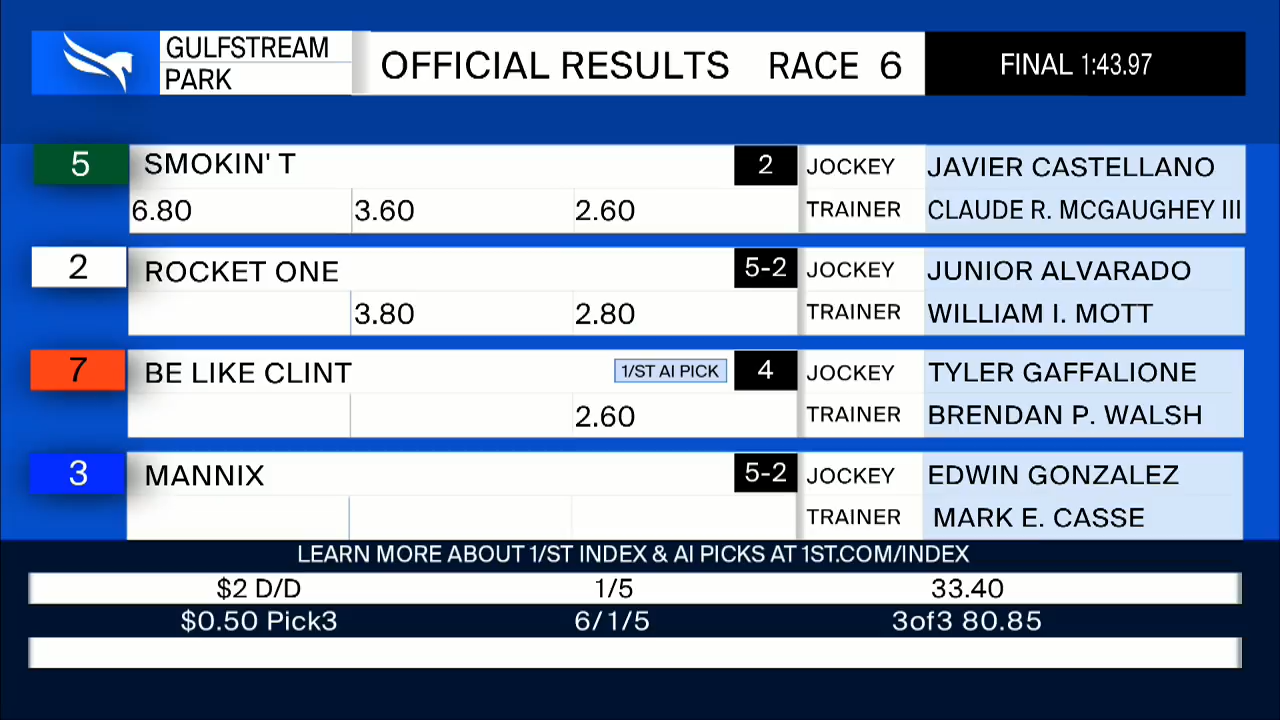 GULFSTREAM
PARK
OFFICIAL RESULTS RACE 6
FINAL 1:43.97
5 SMOKIN' T 2 JOCKEY JAVIER CASTELLANO
6.80 3.60 2.60 TRAINER CLAUDE R. MCGAUGHEY III
2 ROCKET ONE 5-2 JOCKEY JUNIOR ALVARADO
3.80 2.80 TRAINER WILLIAM I. MOTT
7 BE LIKE CLINT 1/ST AI PICK 4 JOCKEY TYLER GAFFALIONE
2.60 TRAINER BRENDAN P. WALSH
3 MANNIX 5-2 JOCKEY EDWIN GONZALEZ
TRAINER MARK E. CASSE
LEARN MORE ABOUT 1/ST INDEX & AI PICKS AT 1ST.COM/INDEX
$2 D/D 1/5 33.40
$0.50 Pick3 6/1/5 3of3 80.85